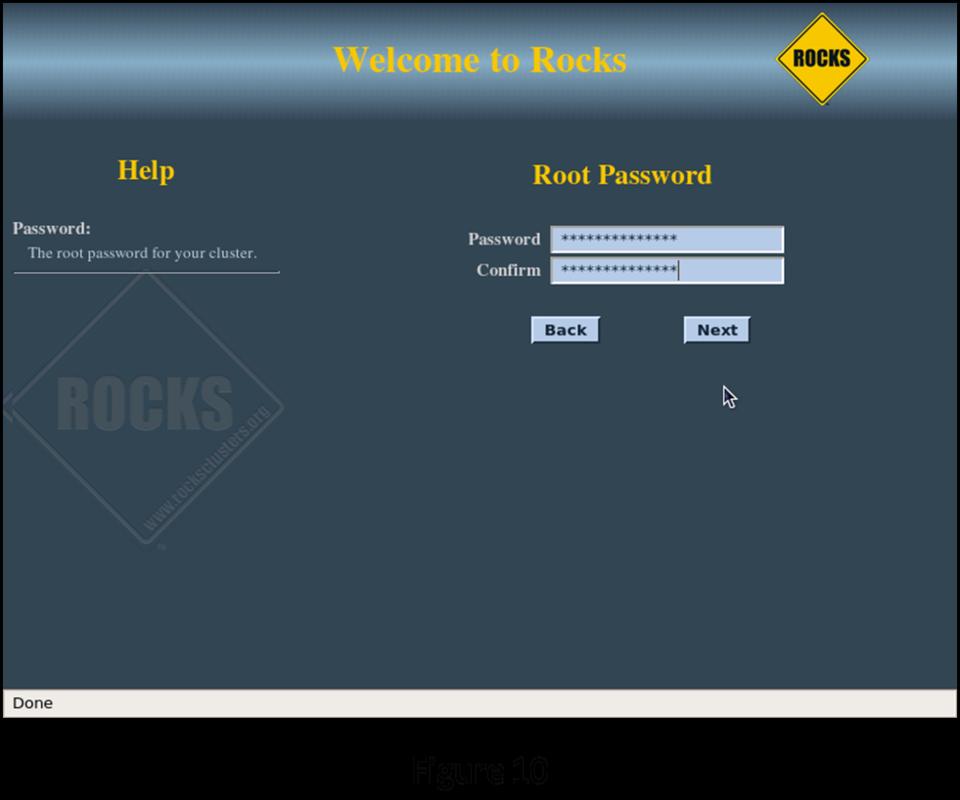 Welcome to Rocks
ROCKS
Help
Password:
The root password for your cluster.
ROCKS
www.rocksclusters.org
Root Password
Password **************
Confirm **************
Back Next
Done
Figure 10